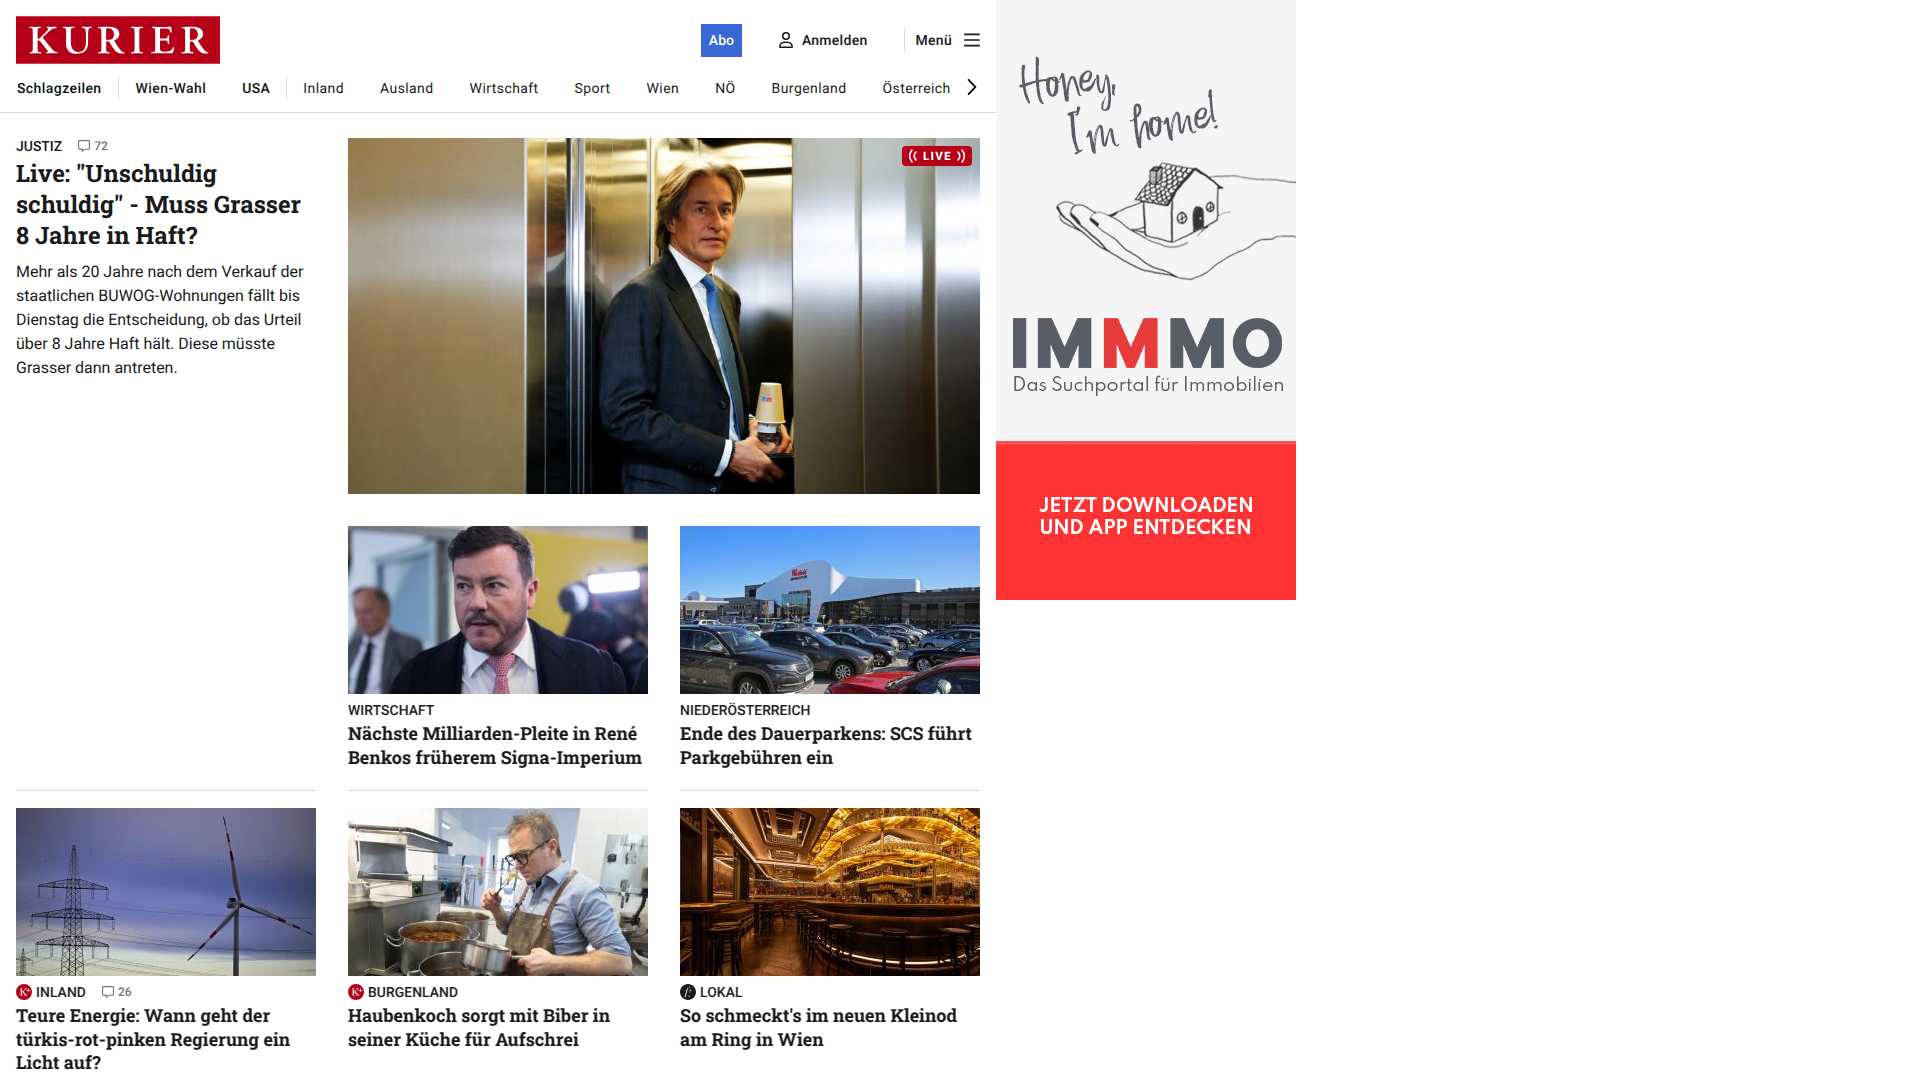 KURIER
Abo
Anmelden
Menü
Schlagzeilen
Wien-Wahl
USA
Inland
Ausland
Wirtschaft
Sport
Wien
NÖ
Burgenland
Österreich
JUSTIZ 72
Live: "Unschuldig
schuldig" - Muss Grasser
8 Jahre in Haft?
Mehr als 20 Jahre nach dem Verkauf der
staatlichen BUWOG-Wohnungen fällt bis
Dienstag die Entscheidung, ob das Urteil
über 8 Jahre Haft hält. Diese müsste
Grasser dann antreten.
LIVE
WIRTSCHAFT
Nächste Milliarden-Pleite in René
Benkos früherem Signa-Imperium
NIEDERÖSTERREICH
Ende des Dauerparkens: SCS führt
Parkgebühren ein
K+ INLAND 26
Teure Energie: Wann geht der
türkis-rot-pinken Regierung ein
Licht auf?
K+ BURGENLAND
Haubenkoch sorgt mit Biber in
seiner Küche für Aufschrei
LOKAL
So schmeckt's im neuen Kleinod
am Ring in Wien
Honey,
I'm home!
IMMMO
Das Suchportal für Immobilien
JETZT DOWNLOADEN
UND APP ENTDECKEN